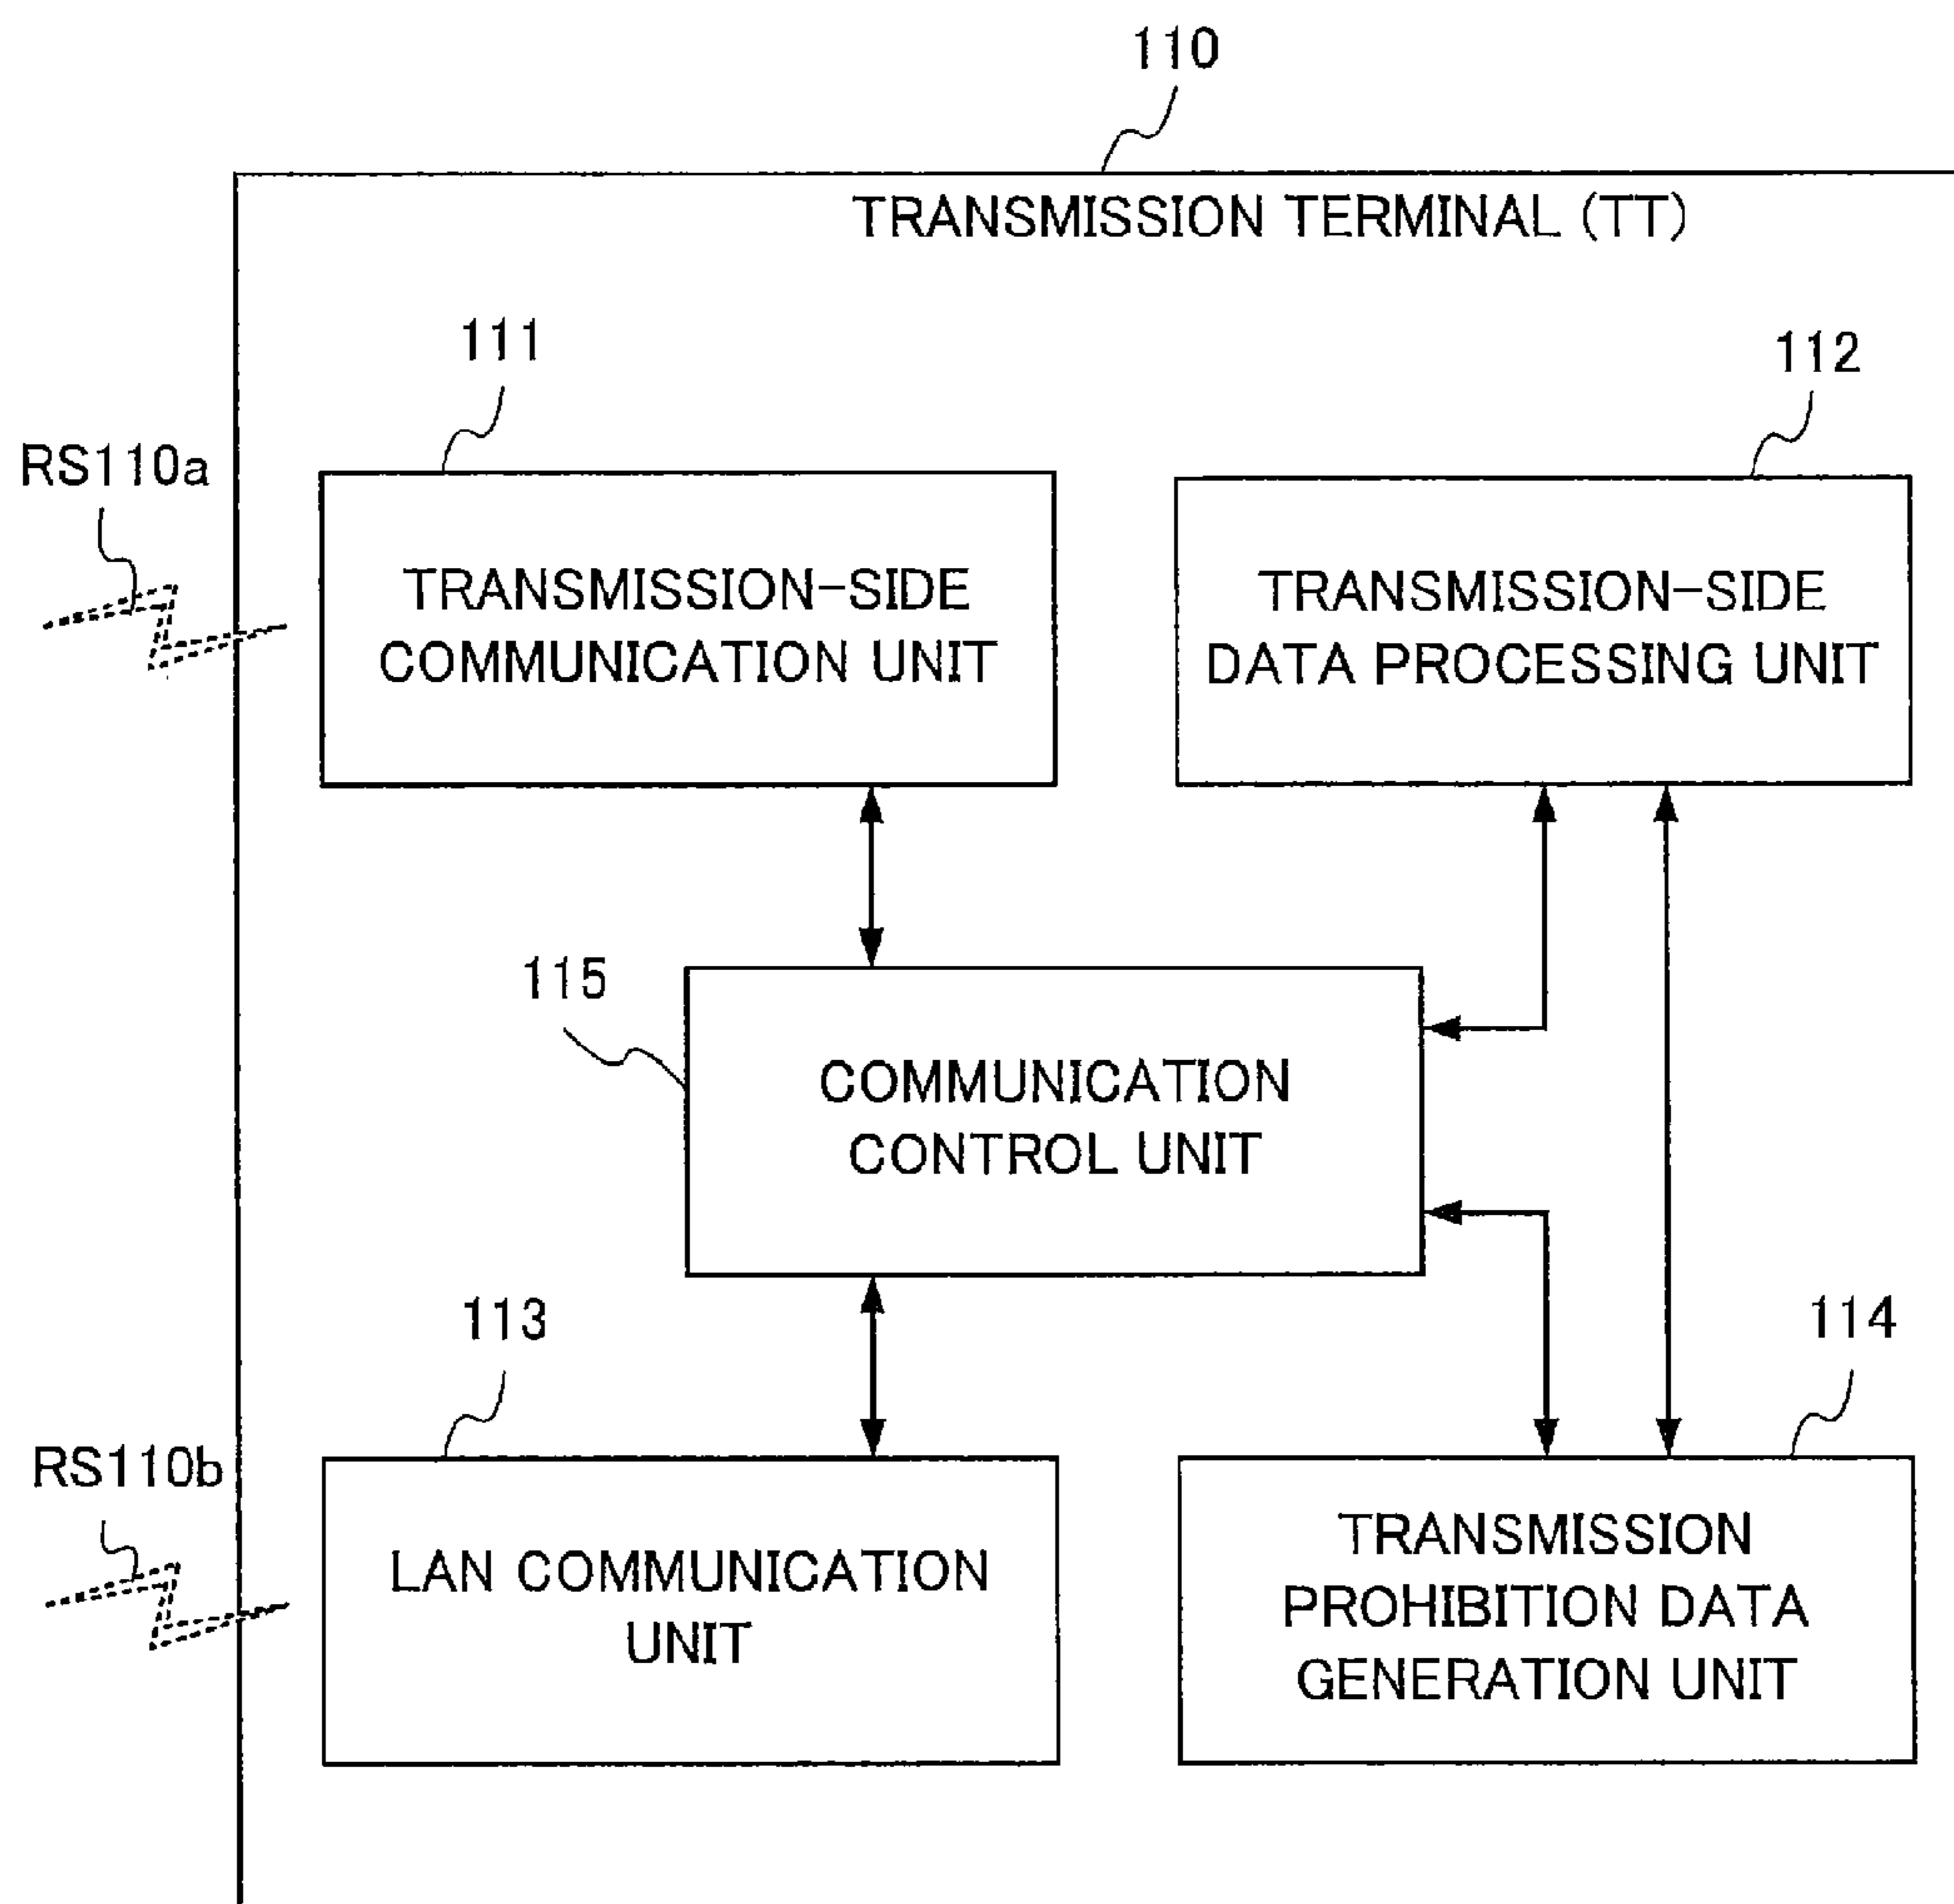 110
TRANSMISSION TERMINAL (TT)
111
112
RS110a
TRANSMISSION-SIDE
COMMUNICATION UNIT
TRANSMISSION-SIDE
DATA PROCESSING UNIT
115
COMMUNICATION
CONTROL UNIT
113
114
RS110b
LAN COMMUNICATION
UNIT
TRANSMISSION
PROHIBITION DATA
GENERATION UNIT